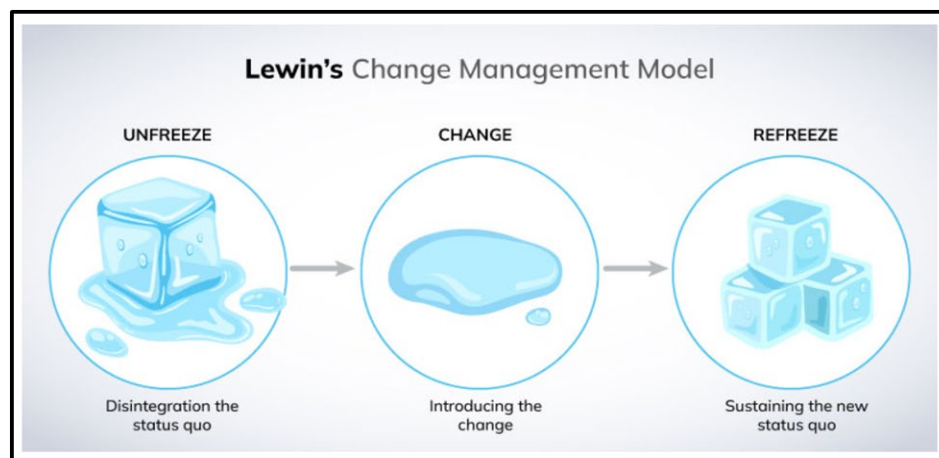 Lewin's Change Management Model
UNFREEZE
CHANGE
REFREEZE
Disintegration the
status quo
Introducing the
change
Sustaining the new
status quo